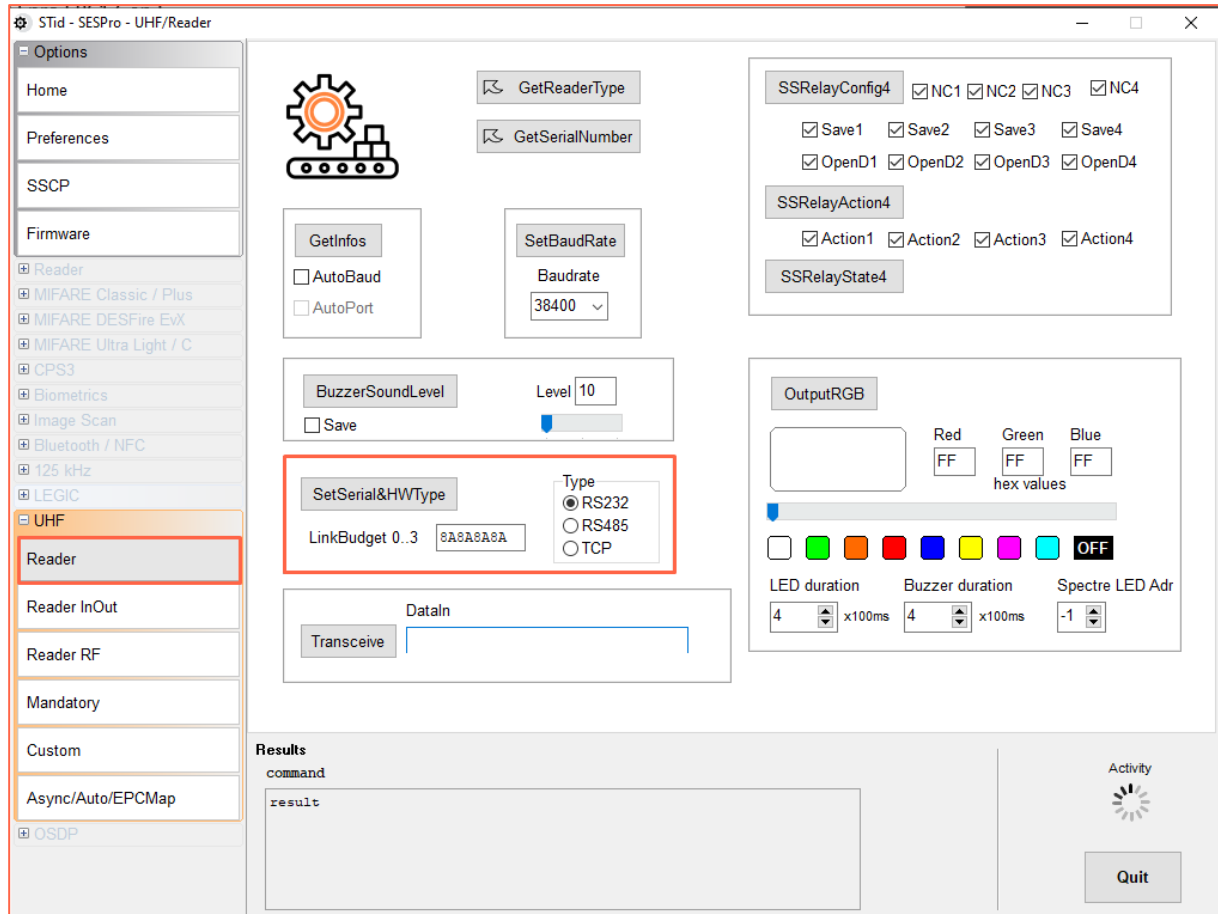 STid - SESPro - UHF/Reader
Options
Home
Preferences
SSCP
Firmware
Reader
MIFARE Classic / Plus
MIFARE DESFire EvX
MIFARE Ultra Light / C
CPS3
Biometrics
Image Scan
Bluetooth / NFC
125 kHz
LEGIC
UHF
Reader
Reader InOut
Reader RF
Mandatory
Custom
Async/Auto/EPCMap
OSDP
GetReaderType
GetSerialNumber
GetInfos
AutoBaud
AutoPort
SetBaudRate
Baudrate
38400
BuzzerSoundLevel
Level 10
Save
SetSerial&HWType
LinkBudget 0..3 8A8A8A8A
Type
RS232
RS485
TCP
DataIn
Transceive
SSRelayConfig4 NC1 NC2 NC3 NC4
Save1 Save2 Save3 Save4
OpenD1 OpenD2 OpenD3 OpenD4
SSRelayAction4
Action1 Action2 Action3 Action4
SSRelayState4
OutputRGB
Red Green Blue
FF FF FF
hex values
OFF
LED duration Buzzer duration Spectre LED Adr
4 x100ms 4 x100ms -1
Results
command
result
Activity
Quit